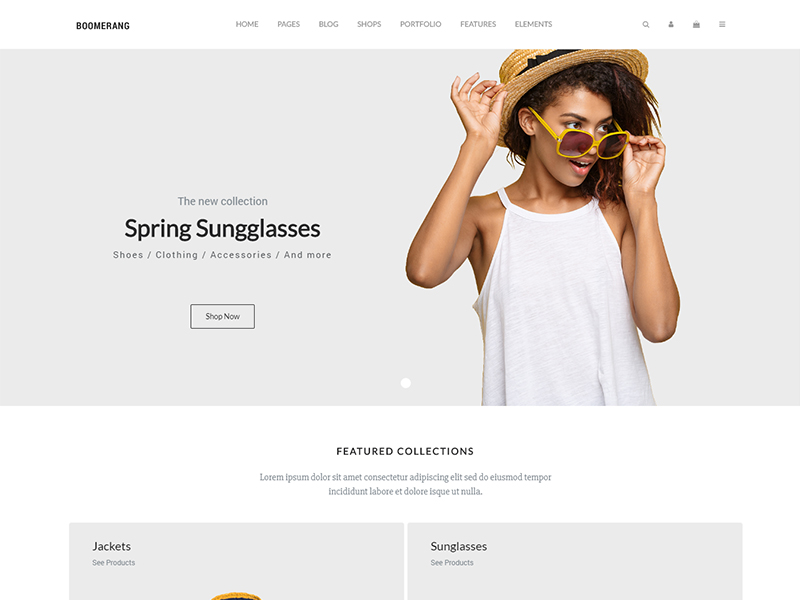 BOOMERANG
HOME PAGES BLOG SHOPS PORTFOLIO FEATURES ELEMENTS
The new collection
Spring Sungglasses
Shoes / Clothing / Accessories / And more
Shop Now
FEATURED COLLECTIONS
Lorem ipsum dolor sit amet consectetur adipiscing elit sed do eiusmod tempor
incididunt labore et dolore isque ut nulla.
Jackets
See Products
Sunglasses
See Products